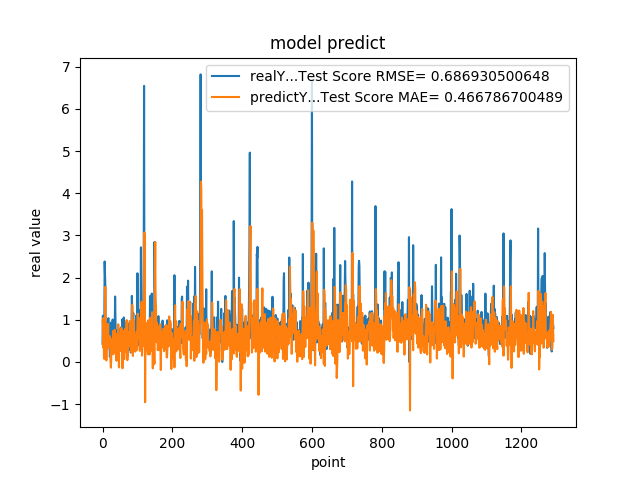 model predict
realY...Test Score RMSE= 0.686930500648
predictY...Test Score MAE= 0.466786700489
7
6
5
4
3
2
1
0
−1
real value
0 200 400 600 800 1000 1200
point